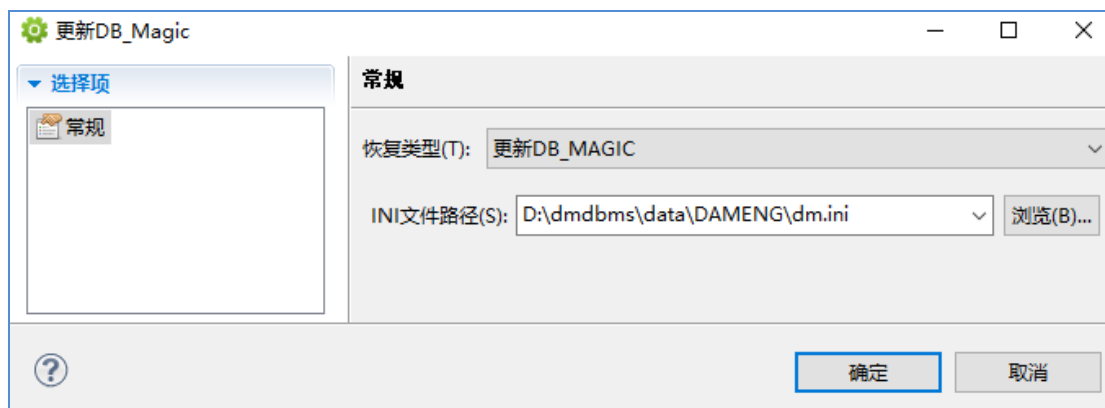 更新DB_Magic
选择项
常规
常规
恢复类型(T): 更新DB_MAGIC
INI文件路径(S): D:\dmdbms\data\DAMENG\dm.ini 浏览(B)...
? 确定 取消